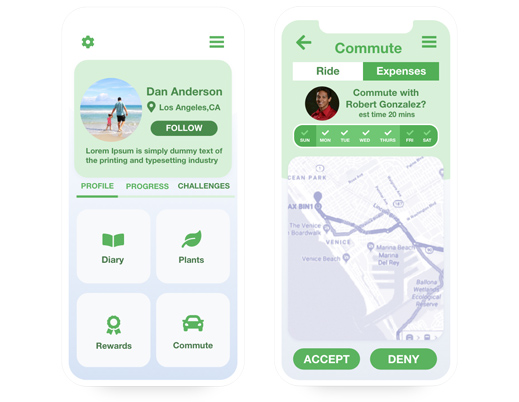 Dan Anderson
Los Angeles,CA
FOLLOW
Lorem Ipsum is simply dummy text of
the printing and typesetting industry
PROFILE
PROGRESS
CHALLENGES
Diary
Plants
Rewards
Commute
Commute
Ride
Expenses
Commute with
Robert Gonzalez?
est time 20 mins
SUN MON TUE WED THURS FRI SAT
CEAN PARK
AX BIN1
The Venice
Boardwalk
VENICE
Venice Beach
Marina Beac
Marina
Del Rey
Ballona
Wetlands
Ecological
Reserve
ACCEPT
DENY